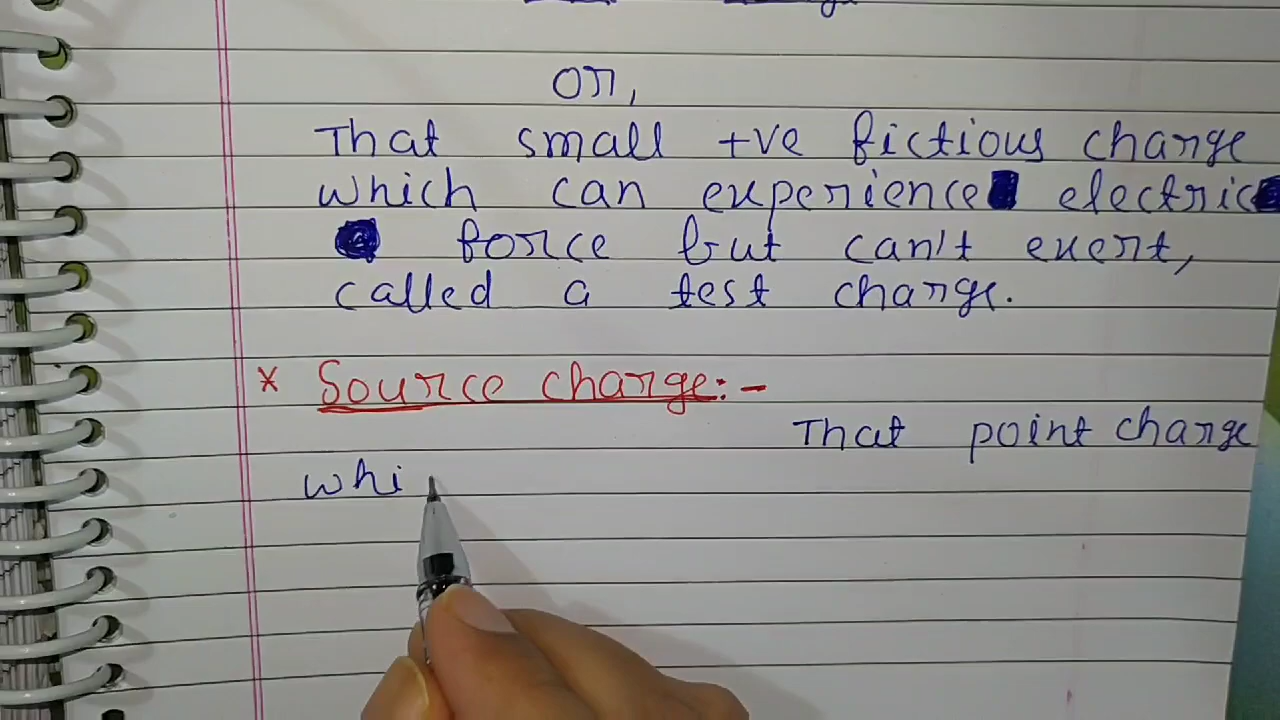 or,
That small +ve fictious charge
which can experience electric
force but can't exert,
called a test charge.
* Source charge:-
That point charge
whi